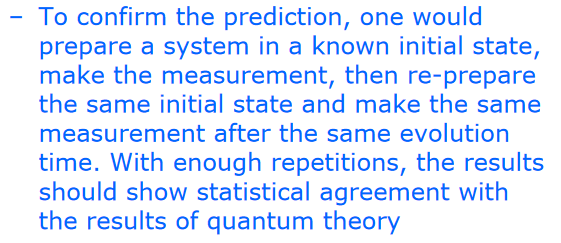 – To confirm the prediction, one would
prepare a system in a known initial state,
make the measurement, then re-prepare
the same initial state and make the same
measurement after the same evolution
time. With enough repetitions, the results
should show statistical agreement with
the results of quantum theory